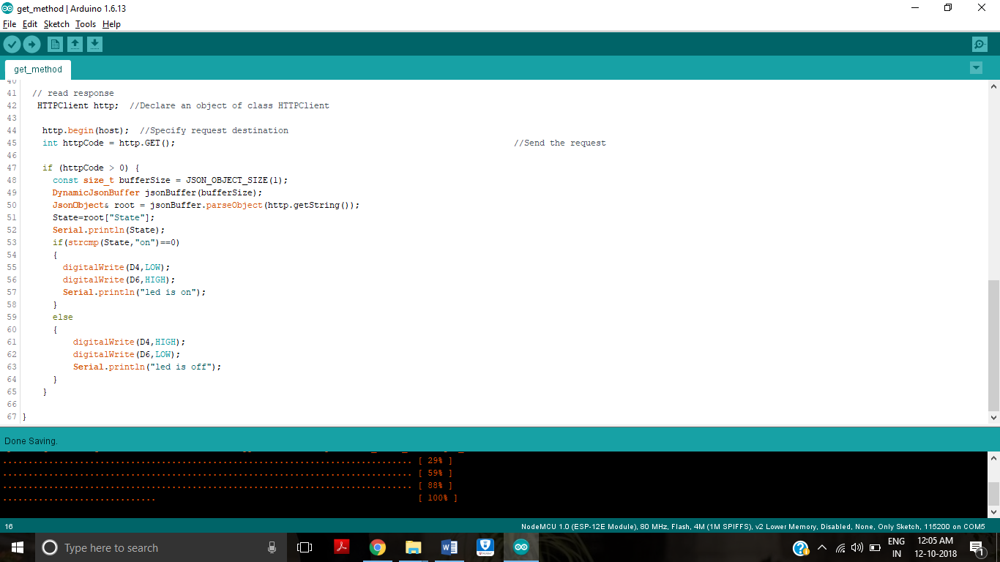 get_method | Arduino 1.6.13
File Edit Sketch Tools Help
get_method
40
41 // read response
42 HTTPClient http; //Declare an object of class HTTPClient
43
44 http.begin(host); //Specify request destination
45 int httpCode = http.GET(); //Send the request
46
47 if (httpCode > 0) {
48 const size_t bufferSize = JSON_OBJECT_SIZE(1);
49 DynamicJsonBuffer jsonBuffer(bufferSize);
50 JsonObject& root = jsonBuffer.parseObject(http.getString());
51 State=root["State"];
52 Serial.println(State);
53 if(strcmp(State,"on")==0)
54 {
55 digitalWrite(D4,LOW);
56 digitalWrite(D6,HIGH);
57 Serial.println("led is on");
58 }
59 else
60 {
61 digitalWrite(D4,HIGH);
62 digitalWrite(D6,LOW);
63 Serial.println("led is off");
64 }
65 }
66
67 }
Done Saving.
................................................................................ [ 29% ]
................................................................................ [ 59% ]
................................................................................ [ 88% ]
.............................. [ 100% ]
16 NodeMCU 1.0 (ESP-12E Module), 80 MHz, Flash, 4M (1M SPIFFS), v2 Lower Memory, Disabled, None, Only Sketch, 115200 on COM5
Type here to search
ENG
IN
12:05 AM
12-10-2018
1